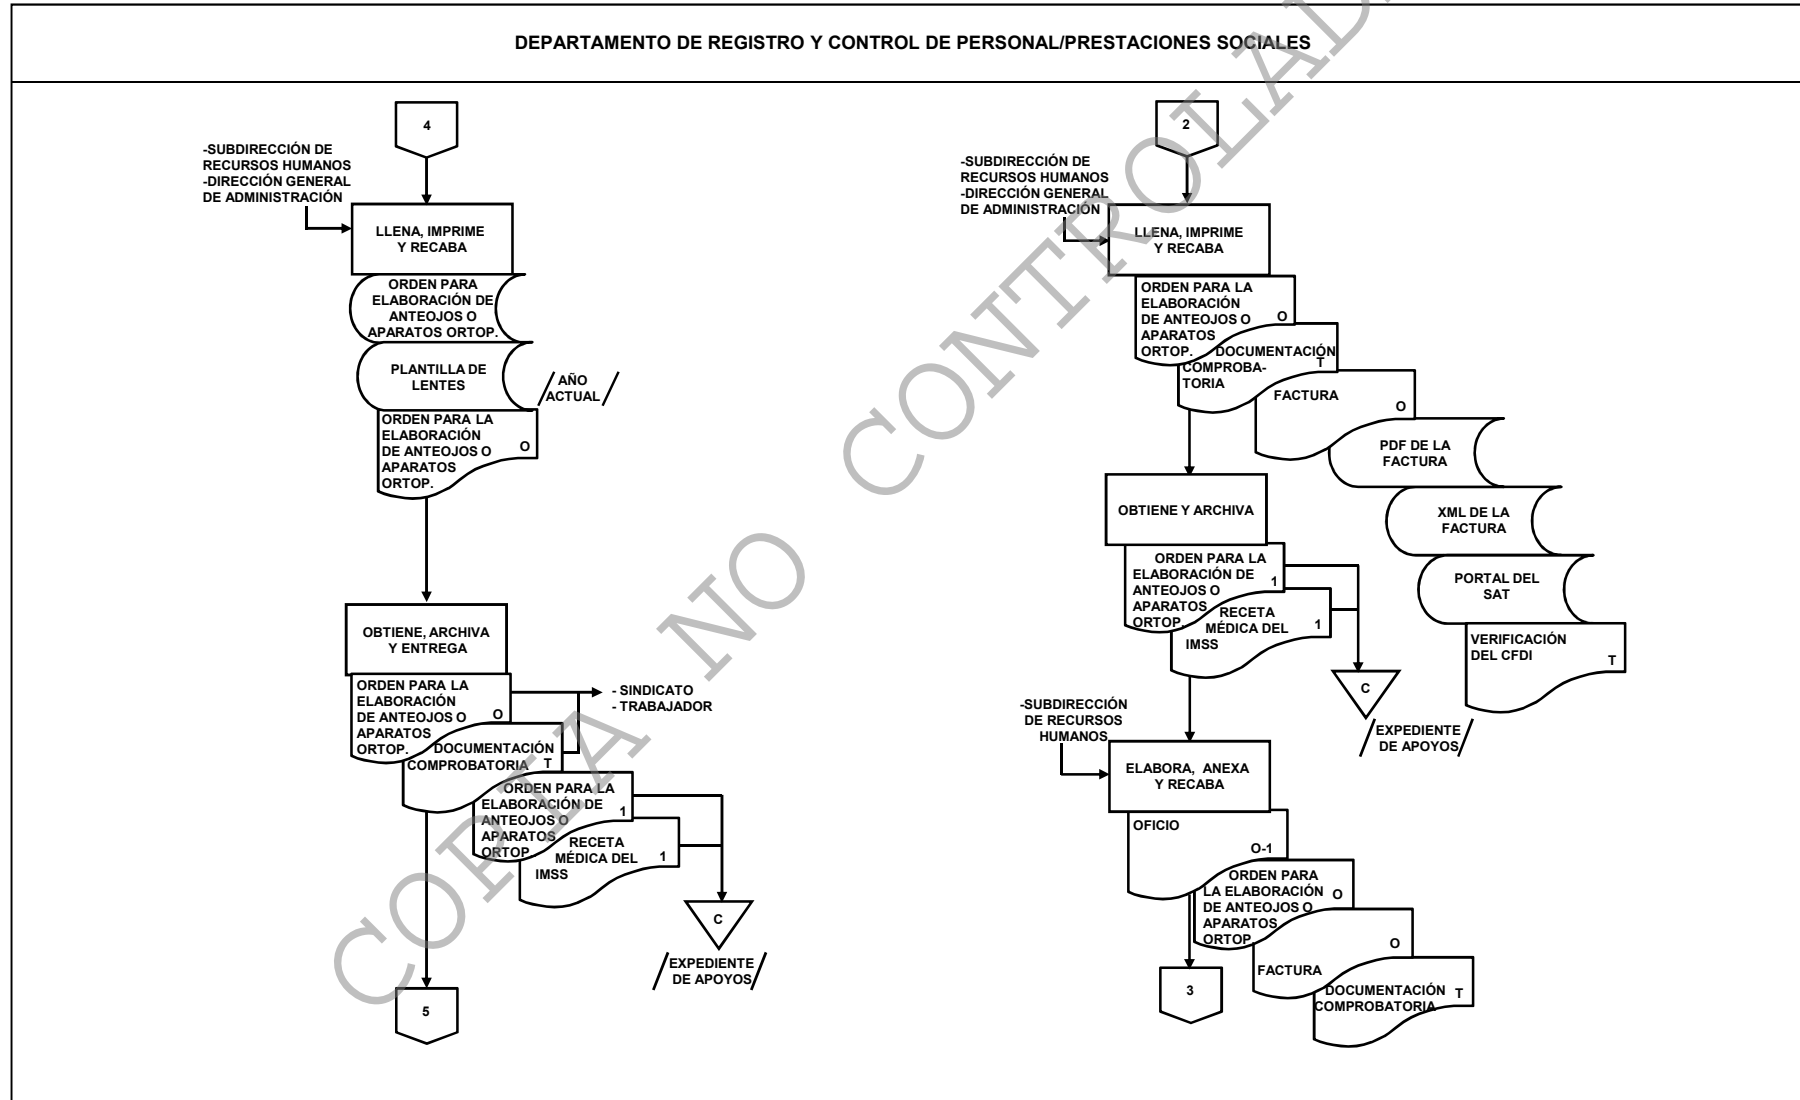 DEPARTAMENTO DE REGISTRO Y CONTROL DE PERSONAL/PRESTACIONES SOCIALES
4
-SUBDIRECCIÓN DE
RECURSOS HUMANOS
-DIRECCIÓN GENERAL
DE ADMINISTRACIÓN
LLENA, IMPRIME
Y RECABA
ORDEN PARA
ELABORACIÓN DE
ANTEOJOS O
APARATOS ORTOP.
PLANTILLA DE
LENTES
AÑO
ACTUAL
ORDEN PARA LA
ELABORACIÓN
DE ANTEOJOS O
APARATOS
ORTOP.
O
OBTIENE, ARCHIVA
Y ENTREGA
ORDEN PARA LA
ELABORACIÓN
DE ANTEOJOS O
APARATOS
ORTOP.
O
- SINDICATO
- TRABAJADOR
DOCUMENTACIÓN
COMPROBATORIA
T
ORDEN PARA LA
ELABORACIÓN DE
ANTEOJOS O
APARATOS
ORTOP
1
RECETA
MÉDICA DEL
IMSS
1
C
EXPEDIENTE
DE APOYOS
5
2
-SUBDIRECCIÓN DE
RECURSOS HUMANOS
-DIRECCIÓN GENERAL
DE ADMINISTRACIÓN
LLENA, IMPRIME
Y RECABA
ORDEN PARA LA
ELABORACIÓN
DE ANTEOJOS O
APARATOS
ORTOP.
O
DOCUMENTACIÓN
COMPROBA-
TORIA
T
FACTURA
O
PDF DE LA
FACTURA
XML DE LA
FACTURA
PORTAL DEL
SAT
VERIFICACIÓN
DEL CFDI
T
OBTIENE Y ARCHIVA
ORDEN PARA LA
ELABORACIÓN DE
ANTEOJOS O
APARATOS
ORTOP.
1
RECETA
MÉDICA DEL
IMSS
1
C
EXPEDIENTE
DE APOYOS
-SUBDIRECCIÓN
DE RECURSOS
HUMANOS
ELABORA, ANEXA
Y RECABA
OFICIO
O-1
ORDEN PARA
LA ELABORACIÓN
DE ANTEOJOS O
APARATOS
ORTOP
O
FACTURA
O
DOCUMENTACIÓN
COMPROBATORIA
T
3
COPIA NO CONTROLAD